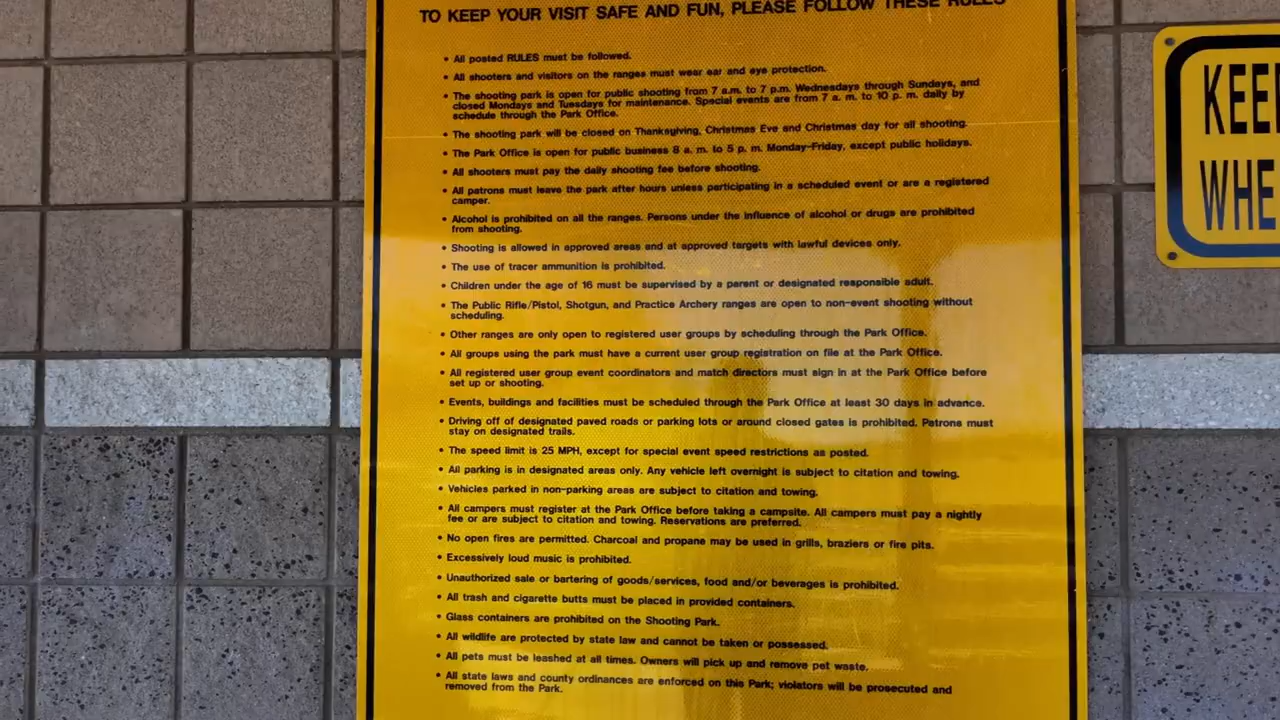 TO KEEP YOUR VISIT SAFE AND FUN, PLEASE FOLLOW THESE RULES
• All posted RULES must be followed.
• All shooters and visitors on the ranges must wear ear and eye protection.
• The shooting park is open for public shooting from 7 a.m. to 7 p.m. Wednesdays through Sundays, and
closed Mondays and Tuesdays for maintenance. Special events are from 7 a. m. to 10 p. m. daily by
schedule through the Park Office.
• The shooting park will be closed on Thanksgiving, Christmas Eve and Christmas day for all shooting.
• The Park Office is open for public business 8 a. m. to 5 p. m. Monday-Friday, except public holidays.
• All shooters must pay the daily shooting fee before shooting.
• All patrons must leave the park after hours unless participating in a scheduled event or are a registered
camper.
• Alcohol is prohibited on all the ranges. Persons under the influence of alcohol or drugs are prohibited
from shooting.
• Shooting is allowed in approved areas and at approved targets with lawful devices only.
• The use of tracer ammunition is prohibited.
• Children under the age of 16 must be supervised by a parent or designated responsible adult.
• The Public Rifle/Pistol, Shotgun, and Practice Archery ranges are open to non-event shooting without
scheduling.
• Other ranges are only open to registered user groups by scheduling through the Park Office.
• All groups using the park must have a current user group registration on file at the Park Office.
• All registered user group event coordinators and match directors must sign in at the Park Office before
set up or shooting.
• Events, buildings and facilities must be scheduled through the Park Office at least 30 days in advance.
• Driving off of designated paved roads or parking lots or around closed gates is prohibited. Patrons must
stay on designated trails.
• The speed limit is 25 MPH, except for special event speed restrictions as posted.
• All parking is in designated areas only. Any vehicle left overnight is subject to citation and towing.
• Vehicles parked in non-parking areas are subject to citation and towing.
• All campers must register at the Park Office before taking a campsite. All campers must pay a nightly
fee or are subject to citation and towing. Reservations are preferred.
• No open fires are permitted. Charcoal and propane may be used in grills, braziers or fire pits.
• Excessively loud music is prohibited.
• Unauthorized sale or bartering of goods/services, food and/or beverages is prohibited.
• All trash and cigarette butts must be placed in provided containers.
• Glass containers are prohibited on the Shooting Park.
• All wildlife are protected by state law and cannot be taken or possessed.
• All pets must be leashed at all times. Owners will pick up and remove pet waste.
• All state laws and county ordinances are enforced on this Park; violators will be prosecuted and
removed from the Park.
KEE
WHE